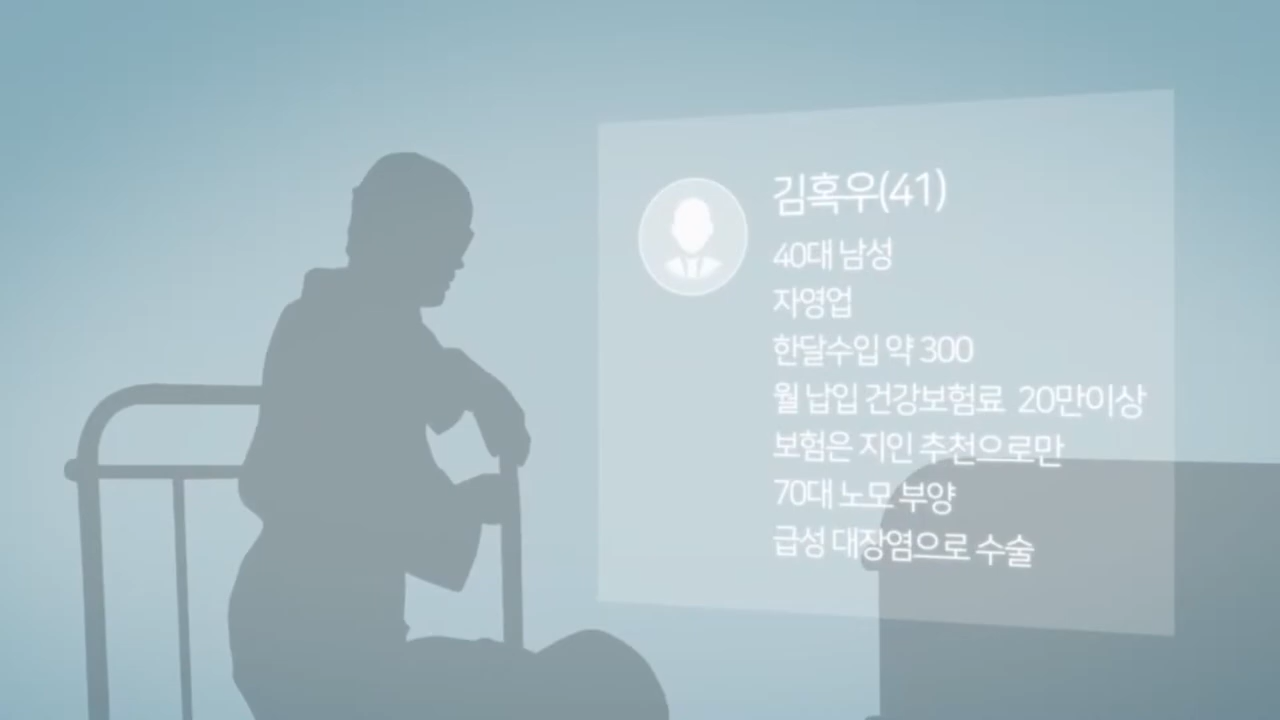 김혹우(41)
40대 남성
자영업
한달수입 약 300
월 납입 건강보험료 20만이상
보험은 지인 추천으로만
70대 노모 부양
급성 대장염으로 수술